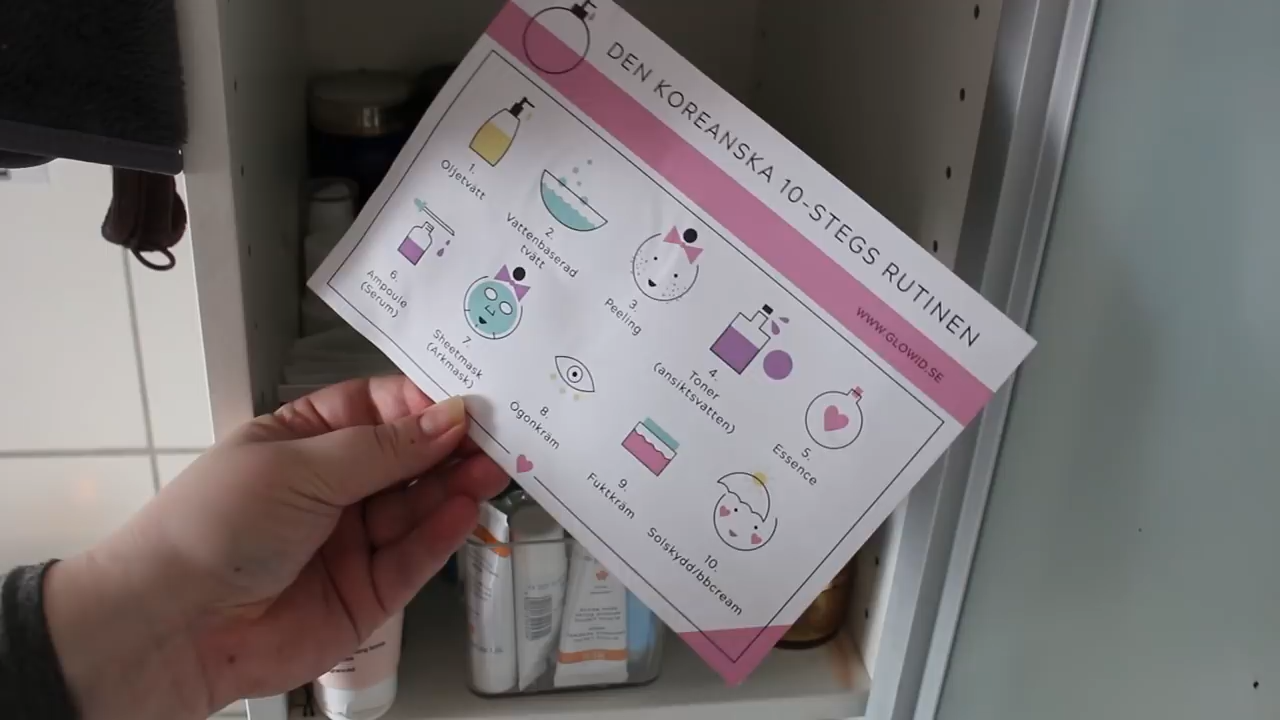 DEN KOREANSKA 10-STEGS RUTINEN
WWW.GLOWID.SE
1.
Oljetvätt
2.
Vattenbaserad
tvätt
3.
Peeling
4.
Toner
(ansiktsvatten)
5.
Essence
6.
Ampoule
(Serum)
7.
Sheetmask
(Arkmask)
8.
Ögonkräm
9.
Fuktkräm
10.
Solskydd/bbcream